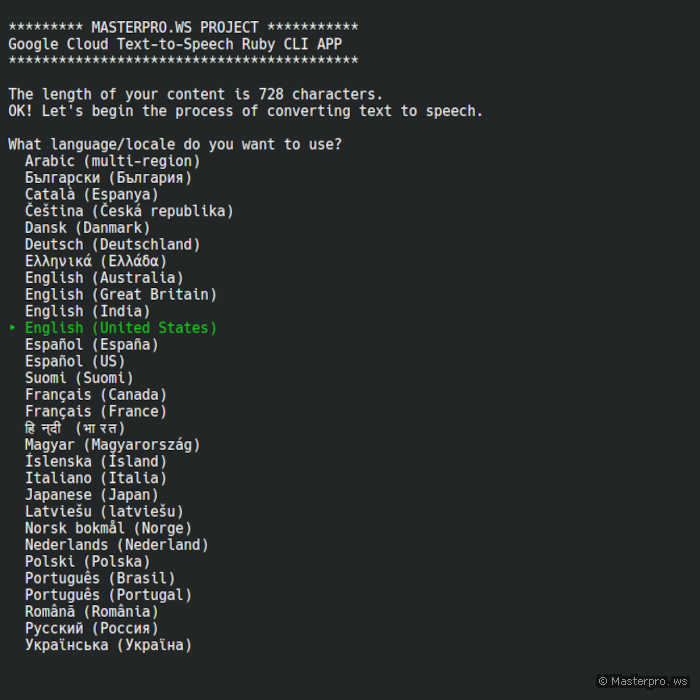 ********* MASTERPRO.WS PROJECT ***********
Google Cloud Text-to-Speech Ruby CLI APP
******************************************
The length of your content is 728 characters.
OK! Let's begin the process of converting text to speech.
What language/locale do you want to use?
Arabic (multi-region)
Български (България)
Català (Espanya)
Čeština (Česká republika)
Dansk (Danmark)
Deutsch (Deutschland)
Ελληνικά (Ελλάδα)
English (Australia)
English (Great Britain)
English (India)
‣ English (United States)
Español (España)
Español (US)
Suomi (Suomi)
Français (Canada)
Français (France)
हिन्दी (भारत)
Magyar (Magyarország)
Íslenska (Ísland)
Italiano (Italia)
Japanese (Japan)
Latviešu (latviešu)
Norsk bokmål (Norge)
Nederlands (Nederland)
Polski (Polska)
Português (Brasil)
Português (Portugal)
Română (România)
Русский (Россия)
Українська (Україна)
© Masterpro.ws